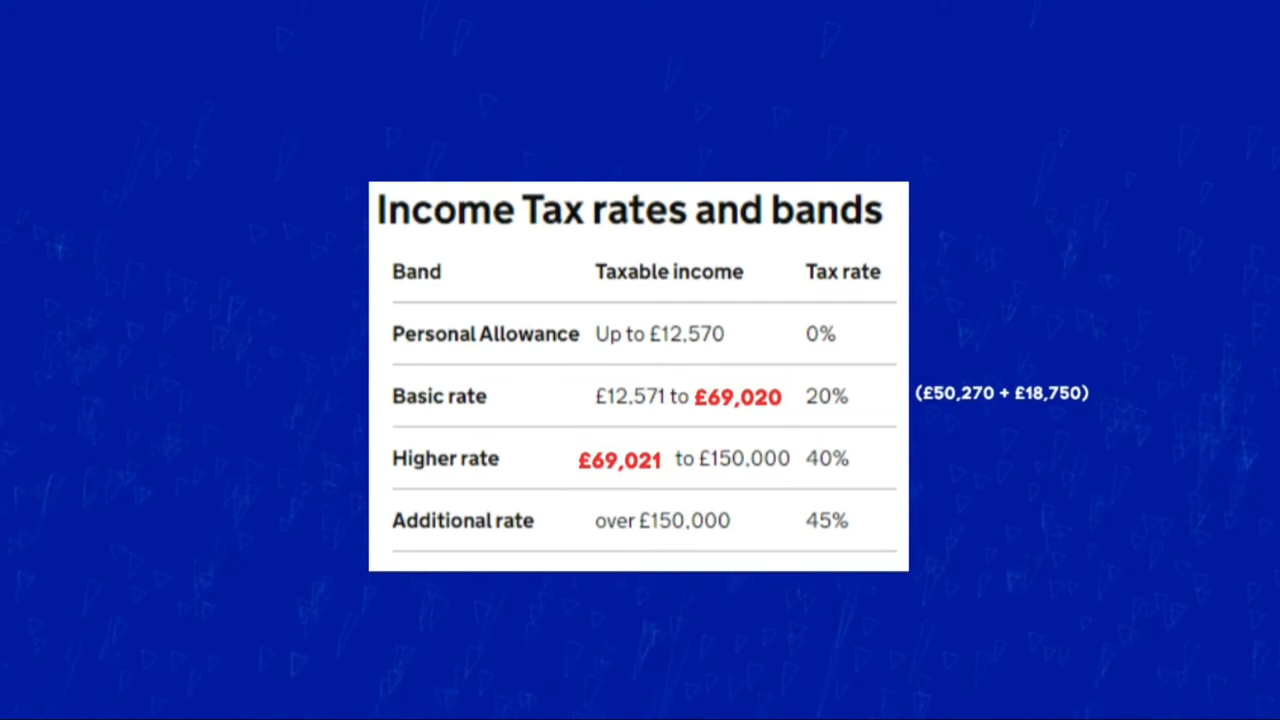 Income Tax rates and bands
Band Taxable income Tax rate
Personal Allowance Up to £12,570 0%
Basic rate £12,571 to £69,020 20% (£50,270 + £18,750)
Higher rate £69,021 to £150,000 40%
Additional rate over £150,000 45%